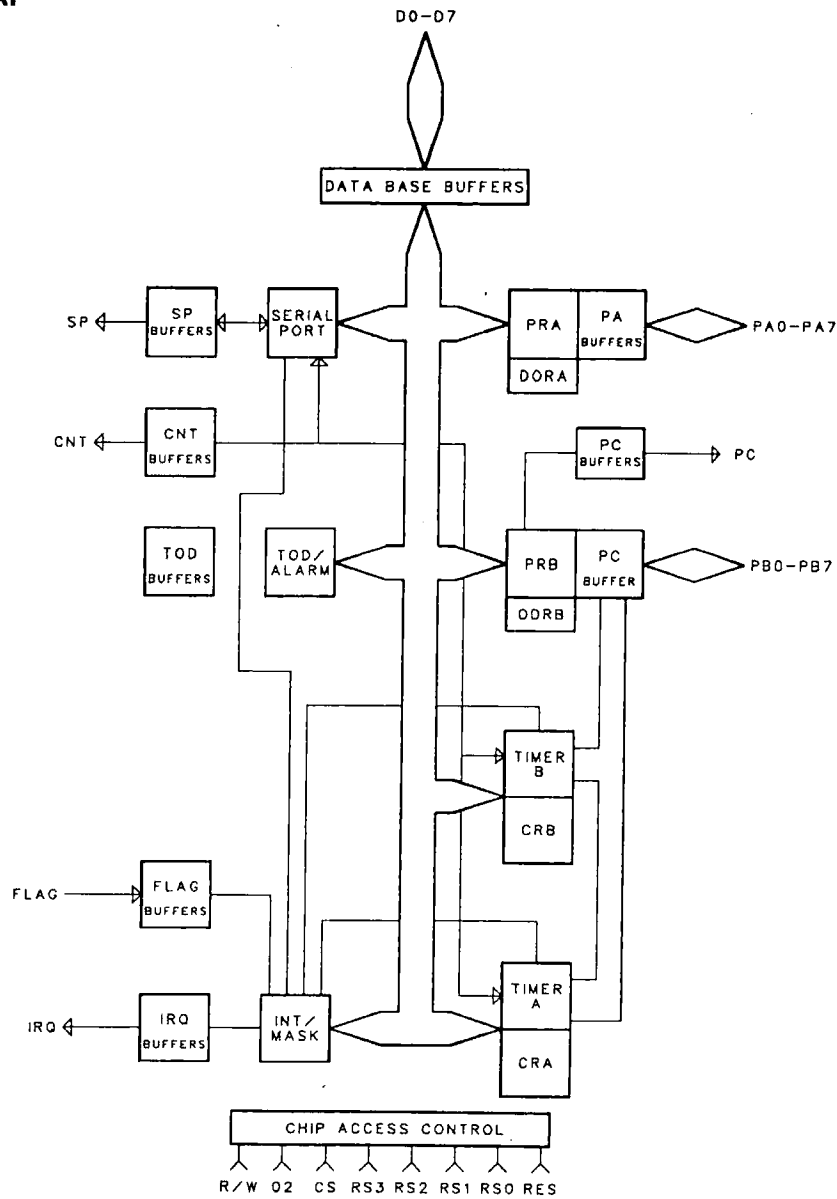 D0-D7
DATA BASE BUFFERS
SP
SP
BUFFERS
SERIAL
PORT
PRA
PA
BUFFERS
DORA
PA0-PA7
CNT
CNT
BUFFERS
PC
BUFFERS
PC
TOD
BUFFERS
TOD/
ALARM
PRB
PC
BUFFER
ODRB
PB0-PB7
TIMER
B
CRB
FLAG
FLAG
BUFFERS
TIMER
A
CRA
IRQ
IRQ
BUFFERS
INT/
MASK
CHIP ACCESS CONTROL
R/W 02 CS RS3 RS2 RS1 RS0 RES